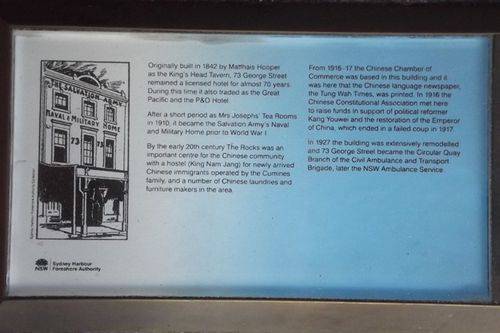 THE SALVATION ARMY
NAVAL & MILITARY HOME
73
73
Originally built in 1842 by Matthais Hooper
as the King's Head Tavern, 73 George Street
remained a licensed hotel for almost 70 years.
During this time it also traded as the Great
Pacific and the P&O Hotel.
After a short period as Mrs Josephs' Tea Rooms
in 1910, it became the Salvation Army's Naval
and Military Home prior to World War I.
By the early 20th century The Rocks was an
important centre for the Chinese community
with a hostel (King Nam Jang) for newly arrived
Chinese immigrants operated by the Cumines
family, and a number of Chinese laundries and
furniture makers in the area.
From 1916-17 the Chinese Chamber of
Commerce was based in this building and it
was here that the Chinese language newspaper,
the Tung Wah Times, was printed. In 1916 the
Chinese Constitutional Association met here
to raise funds in support of political reformer
Kang Youwei and the restoration of the Emperor
of China, which ended in a failed coup in 1917.
In 1927 the building was extensively remodelled
and 73 George Street became the Circular Quay
Branch of the Civil Ambulance and Transport
Brigade, later the NSW Ambulance Service.
NSW
Sydney Harbour
Foreshore Authority